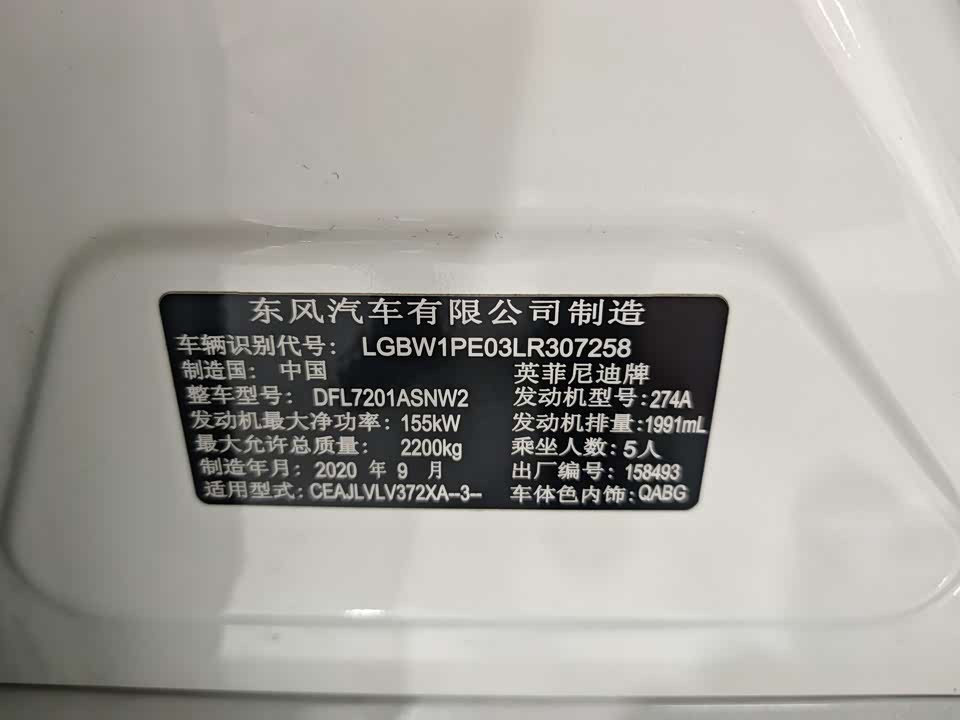 东风汽车有限公司制造
车辆识别代号: LGBW1PE03LR307258
制造国: 中国 英菲尼迪牌
整车型号: DFL7201ASNW2 发动机型号:274A
发动机最大净功率: 155kW 发动机排量:1991mL
最大允许总质量: 2200kg 乘坐人数:5人
制造年月: 2020 年 9 月 出厂编号: 158493
适用型式: CEAJLVLV372XA--3-- 车体色内饰:QABG